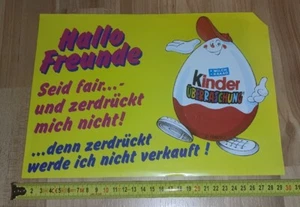 Hallo
Freunde
Seid fair...-
und zerdrückt
mich nicht!
...denn zerdrückt
werde ich nicht verkauft !
Kinder
ÜBERRASCHUNG